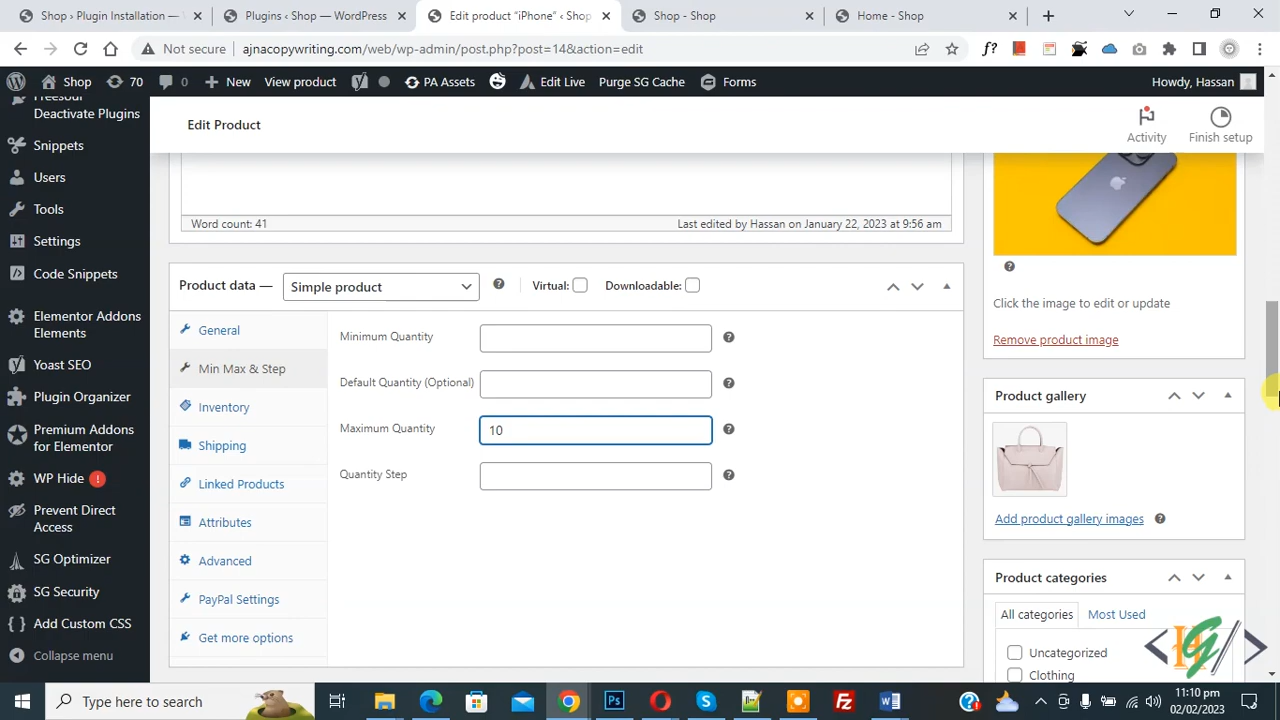 Shop › Plugin Installation —
Plugins ‹ Shop — WordPress
Edit product “iPhone” ‹ Shop
Shop - Shop
Home - Shop
Not secure
ajnacopywriting.com/web/wp-admin/post.php?post=14&action=edit
Shop
70
0
New
View product
PA Assets
Edit Live
Purge SG Cache
Forms
Howdy, Hassan
Deactivate Plugins
Snippets
Users
Tools
Settings
Code Snippets
Elementor Addons
Elements
Yoast SEO
Plugin Organizer
Premium Addons
for Elementor
WP Hide !
Prevent Direct
Access
SG Optimizer
SG Security
Add Custom CSS
Collapse menu
Edit Product
Activity
Finish setup
Word count: 41
Last edited by Hassan on January 22, 2023 at 9:56 am
Product data —
Simple product
Virtual:
Downloadable:
General
Min Max & Step
Inventory
Shipping
Linked Products
Attributes
Advanced
PayPal Settings
Get more options
Minimum Quantity
Default Quantity (Optional)
Maximum Quantity
10
Quantity Step
Click the image to edit or update
Remove product image
Product gallery
Add product gallery images
Product categories
All categories
Most Used
Uncategorized
Clothing
Type here to search
11:10 pm
02/02/2023